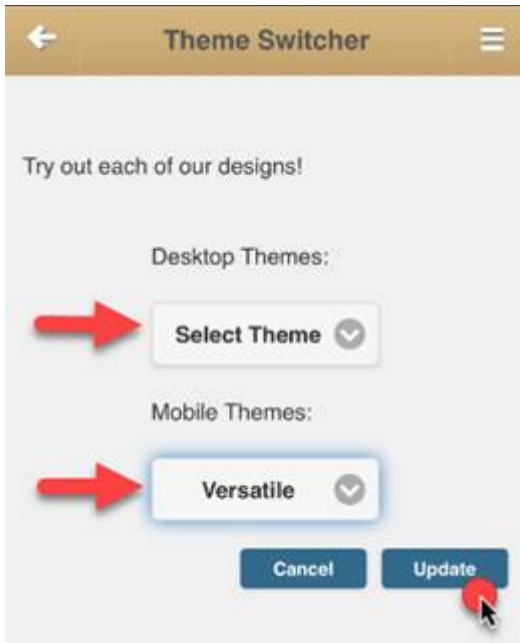 Theme Switcher
Try out each of our designs!
Desktop Themes:
Select Theme
Mobile Themes:
Versatile
Cancel Update